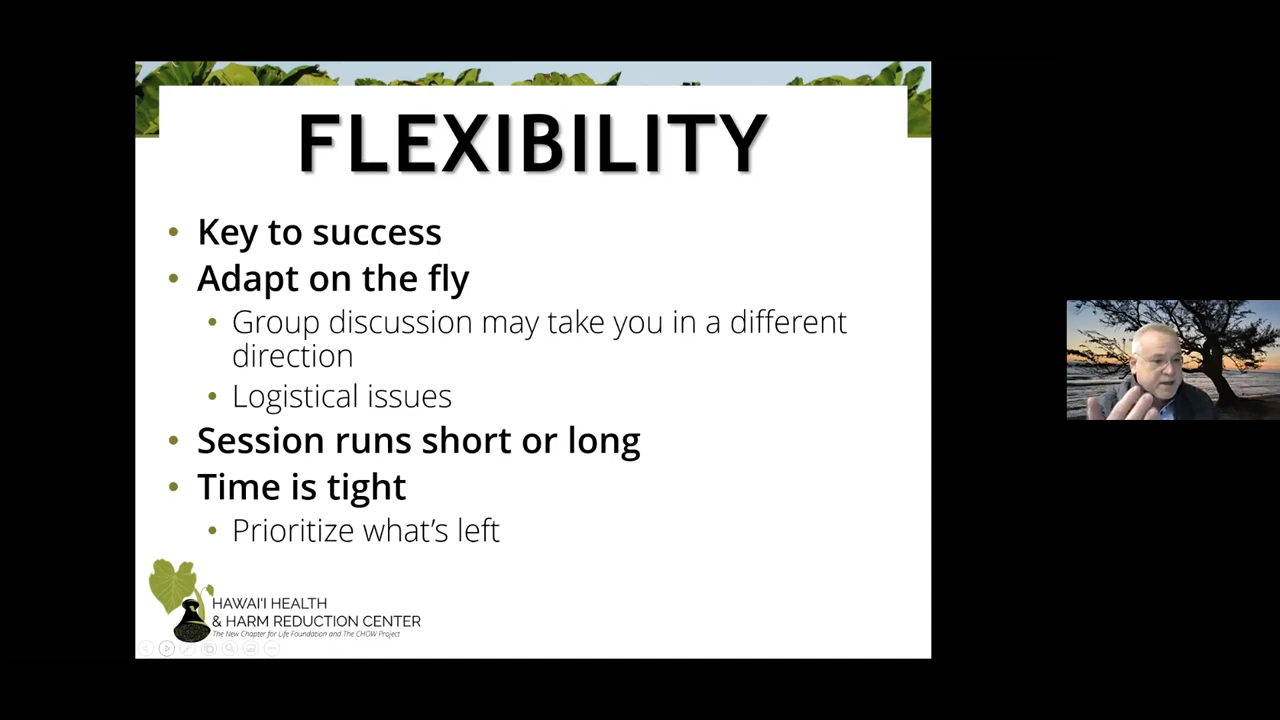 FLEXIBILITY
• Key to success
• Adapt on the fly
• Group discussion may take you in a different
direction
• Logistical issues
• Session runs short or long
• Time is tight
• Prioritize what's left
HAWAI'I HEALTH
& HARM REDUCTION CENTER
The New Chapter for Life Foundation and The CHOW Project